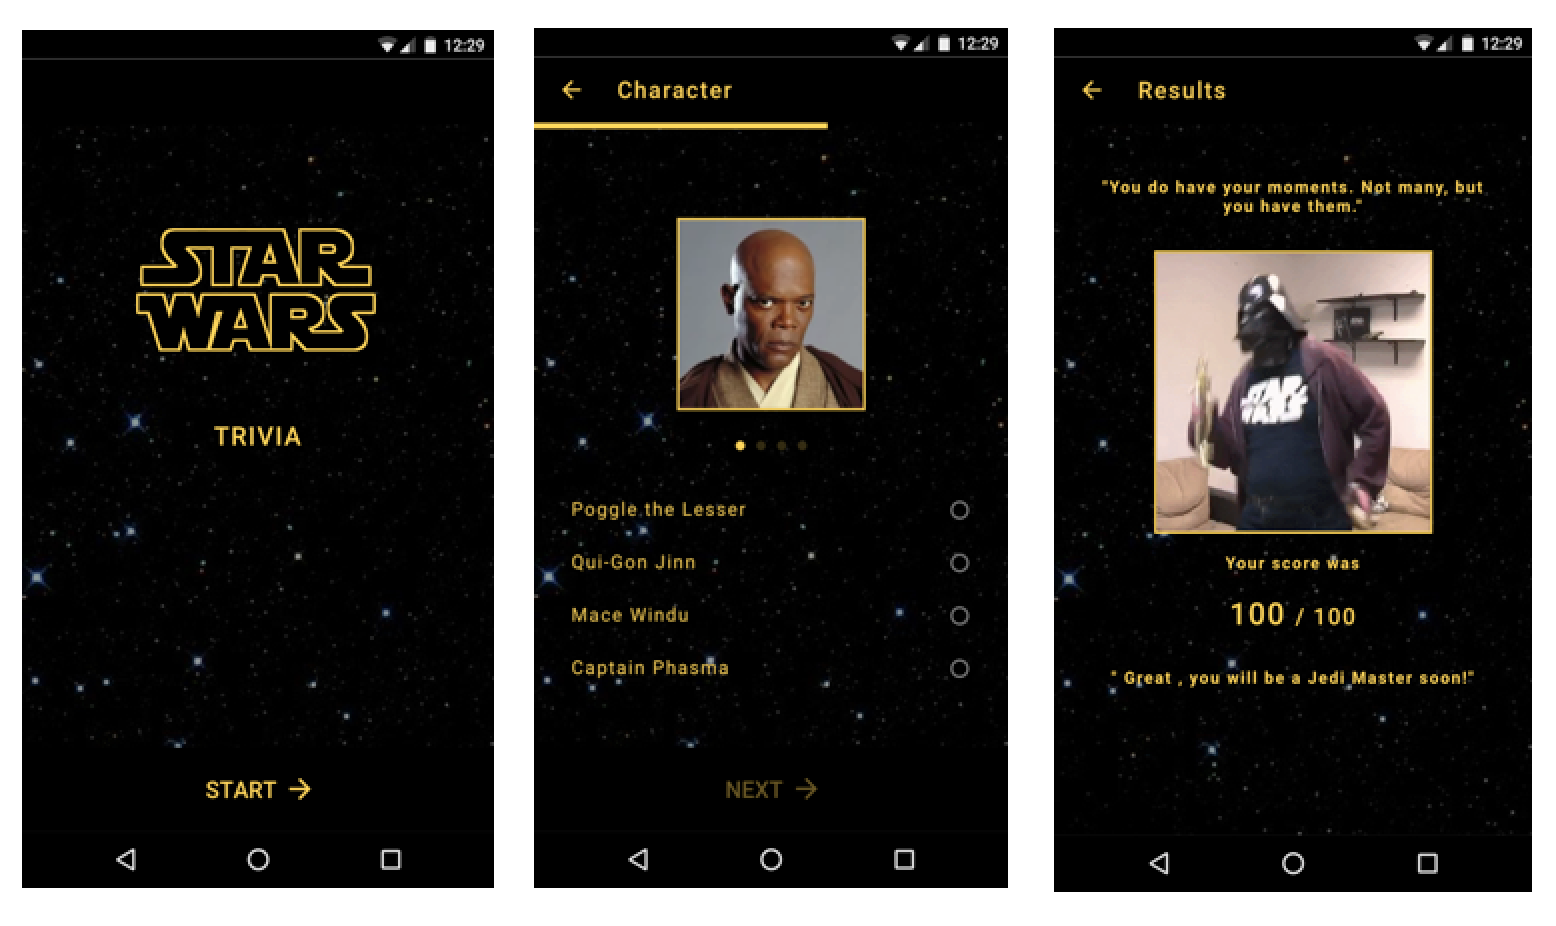 12:29
STAR
WARS
TRIVIA
START
12:29
Character
Poggle the Lesser
Qui-Gon Jinn
Mace Windu
Captain Phasma
NEXT
12:29
Results
"You do have your moments. Not many, but
you have them."
STAR
WARS
Your score was
100 / 100
" Great , you will be a Jedi Master soon!"